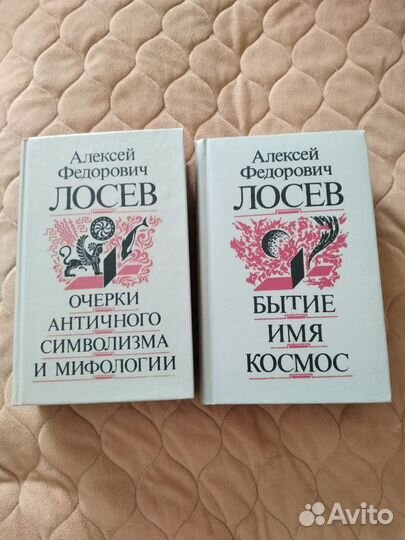 Алексей
Федорович
ЛОСЕВ
ОЧЕРКИ
АНТИЧНОГО
СИМВОЛИЗМА
И МИФОЛОГИИ
Алексей
Федорович
ЛОСЕВ
БЫТИЕ
ИМЯ
КОСМОС
Avito